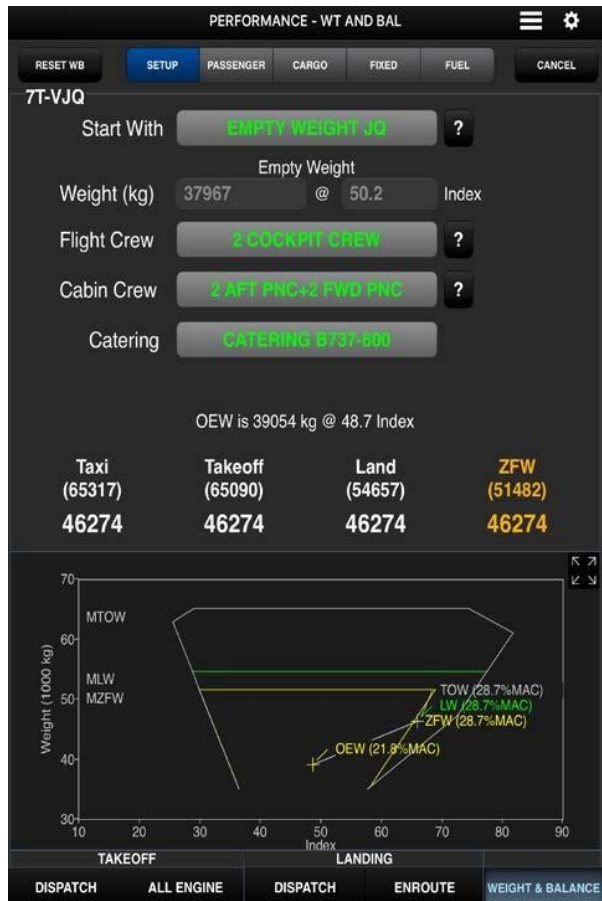 PERFORMANCE - WT AND BAL
RESET WB SETUP PASSENGER CARGO FIXED FUEL CANCEL
7T-VJQ
Start With EMPTY WEIGHT JQ ?
Empty Weight
Weight (kg) 37967 @ 50.2 Index
Flight Crew 2 COCKPIT CREW ?
Cabin Crew 2 AFT PNC+2 FWD PNC ?
Catering CATERING B737-600
OEW is 39054 kg @ 48.7 Index
Taxi Takeoff Land ZFW
(65317) (65090) (54657) (51482)
46274 46274 46274 46274
70
MTOW
60
MLW
TOW (28.7%MAC)
50 MZFW
LW (28.7%MAC)
ZFW (28.7%MAC)
OEW (21.8%MAC)
40
30
Weight (1000 kg)
10 20 30 40 50 60 70 80 90
Index
TAKEOFF LANDING
DISPATCH ALL ENGINE DISPATCH ENROUTE WEIGHT & BALANCE